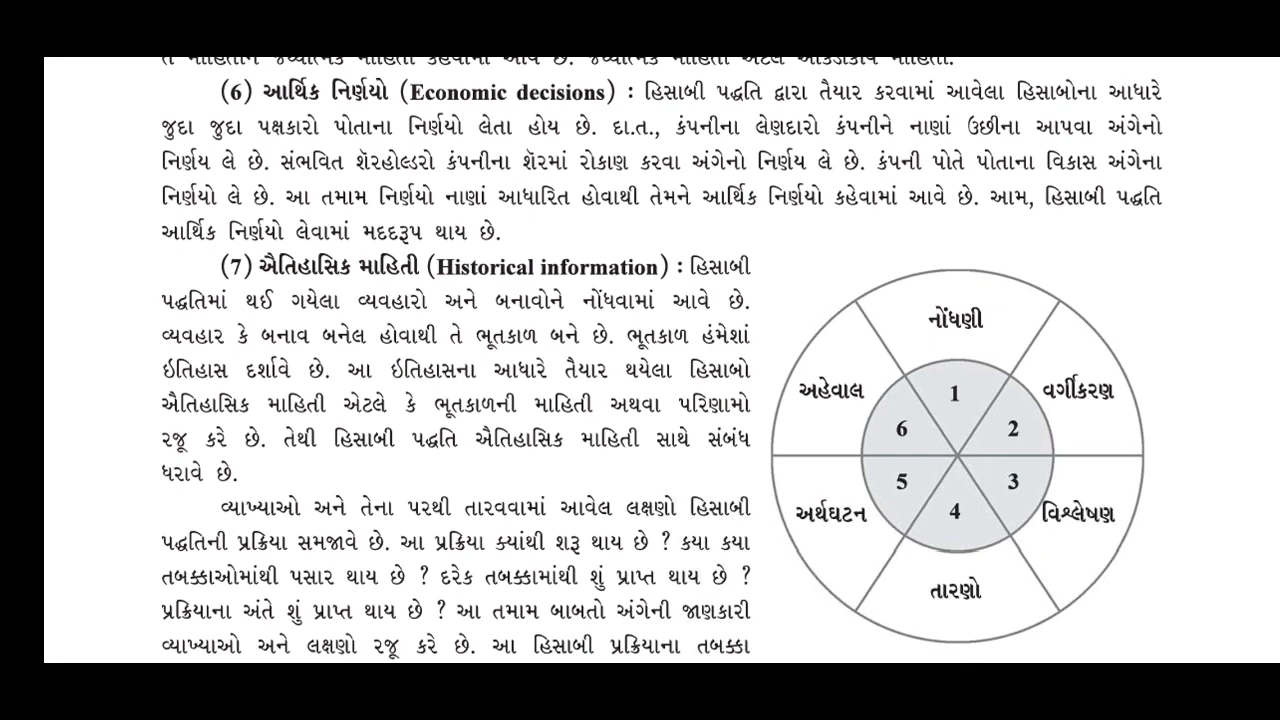 (6) આર્થિક નિર્ણયો (Economic decisions) : હિસાબી પદ્ધતિ દ્વારા તૈયાર કરવામાં આવેલા હિસાબોના આધારે
જુદા જુદા પક્ષકારો પોતાના નિર્ણયો લેતા હોય છે. દા.ત., કંપનીના લેણદારો કંપનીને નાણાં ઉછીના આપવા અંગેનો
નિર્ણય લે છે. સંભવિત શૅરહોલ્ડરો કંપનીના શૅરમાં રોકાણ કરવા અંગેનો નિર્ણય લે છે. કંપની પોતે પોતાના વિકાસ અંગેના
નિર્ણયો લે છે. આ તમામ નિર્ણયો નાણાં આધારિત હોવાથી તેમને આર્થિક નિર્ણયો કહેવામાં આવે છે. આમ, હિસાબી પદ્ધતિ
આર્થિક નિર્ણયો લેવામાં મદદરૂપ થાય છે.
(7) ઐતિહાસિક માહિતી (Historical information) : હિસાબી
પદ્ધતિમાં થઈ ગયેલા વ્યવહારો અને બનાવોને નોંધવામાં આવે છે.
વ્યવહાર કે બનાવ બનેલ હોવાથી તે ભૂતકાળ બને છે. ભૂતકાળ હંમેશાં
ઇતિહાસ દર્શાવે છે. આ ઇતિહાસના આધારે તૈયાર થયેલા હિસાબો
ઐતિહાસિક માહિતી એટલે કે ભૂતકાળની માહિતી અથવા પરિણામો
રજૂ કરે છે. તેથી હિસાબી પદ્ધતિ ઐતિહાસિક માહિતી સાથે સંબંધ
ધરાવે છે.
વ્યાખ્યાઓ અને તેના પરથી તારવવામાં આવેલ લક્ષણો હિસાબી
પદ્ધતિની પ્રક્રિયા સમજાવે છે. આ પ્રક્રિયા ક્યાંથી શરૂ થાય છે ? કયા કયા
તબક્કાઓમાંથી પસાર થાય છે ? દરેક તબક્કામાંથી શું પ્રાપ્ત થાય છે ?
પ્રક્રિયાના અંતે શું પ્રાપ્ત થાય છે ? આ તમામ બાબતો અંગેની જાણકારી
વ્યાખ્યાઓ અને લક્ષણો રજૂ કરે છે. આ હિસાબી પ્રક્રિયાના તબક્કા
નોંધણી
1
વર્ગીકરણ
2
વિશ્લેષણ
3
તારણો
4
અર્થઘટન
5
અહેવાલ
6